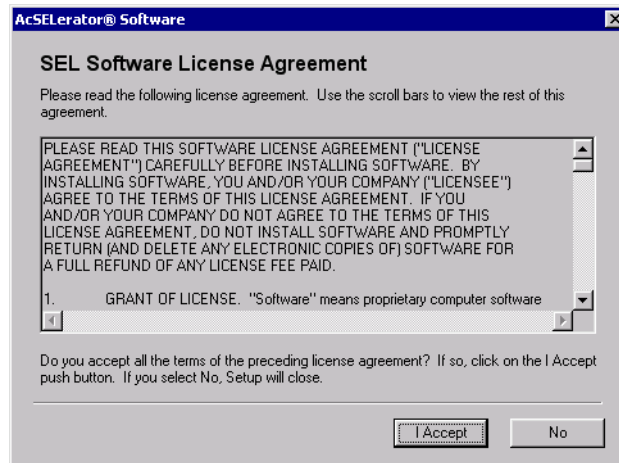 AcSELerator® Software
SEL Software License Agreement
Please read the following license agreement.  Use the scroll bars to view the rest of this
agreement.
PLEASE READ THIS SOFTWARE LICENSE AGREEMENT ("LICENSE
AGREEMENT") CAREFULLY BEFORE INSTALLING SOFTWARE.  BY
INSTALLING SOFTWARE, YOU AND/OR YOUR COMPANY ("LICENSEE")
AGREE TO THE TERMS OF THIS LICENSE AGREEMENT.  IF YOU
AND/OR YOUR COMPANY DO NOT AGREE TO THE TERMS OF THIS
LICENSE AGREEMENT, DO NOT INSTALL SOFTWARE AND PROMPTLY
RETURN (AND DELETE ANY ELECTRONIC COPIES OF) SOFTWARE FOR
A FULL REFUND OF ANY LICENSE FEE PAID.
1. GRANT OF LICENSE.  "Software" means proprietary computer software
Do you accept all the terms of the preceding license agreement?  If so, click on the I Accept
push button.  If you select No, Setup will close.
I Accept No